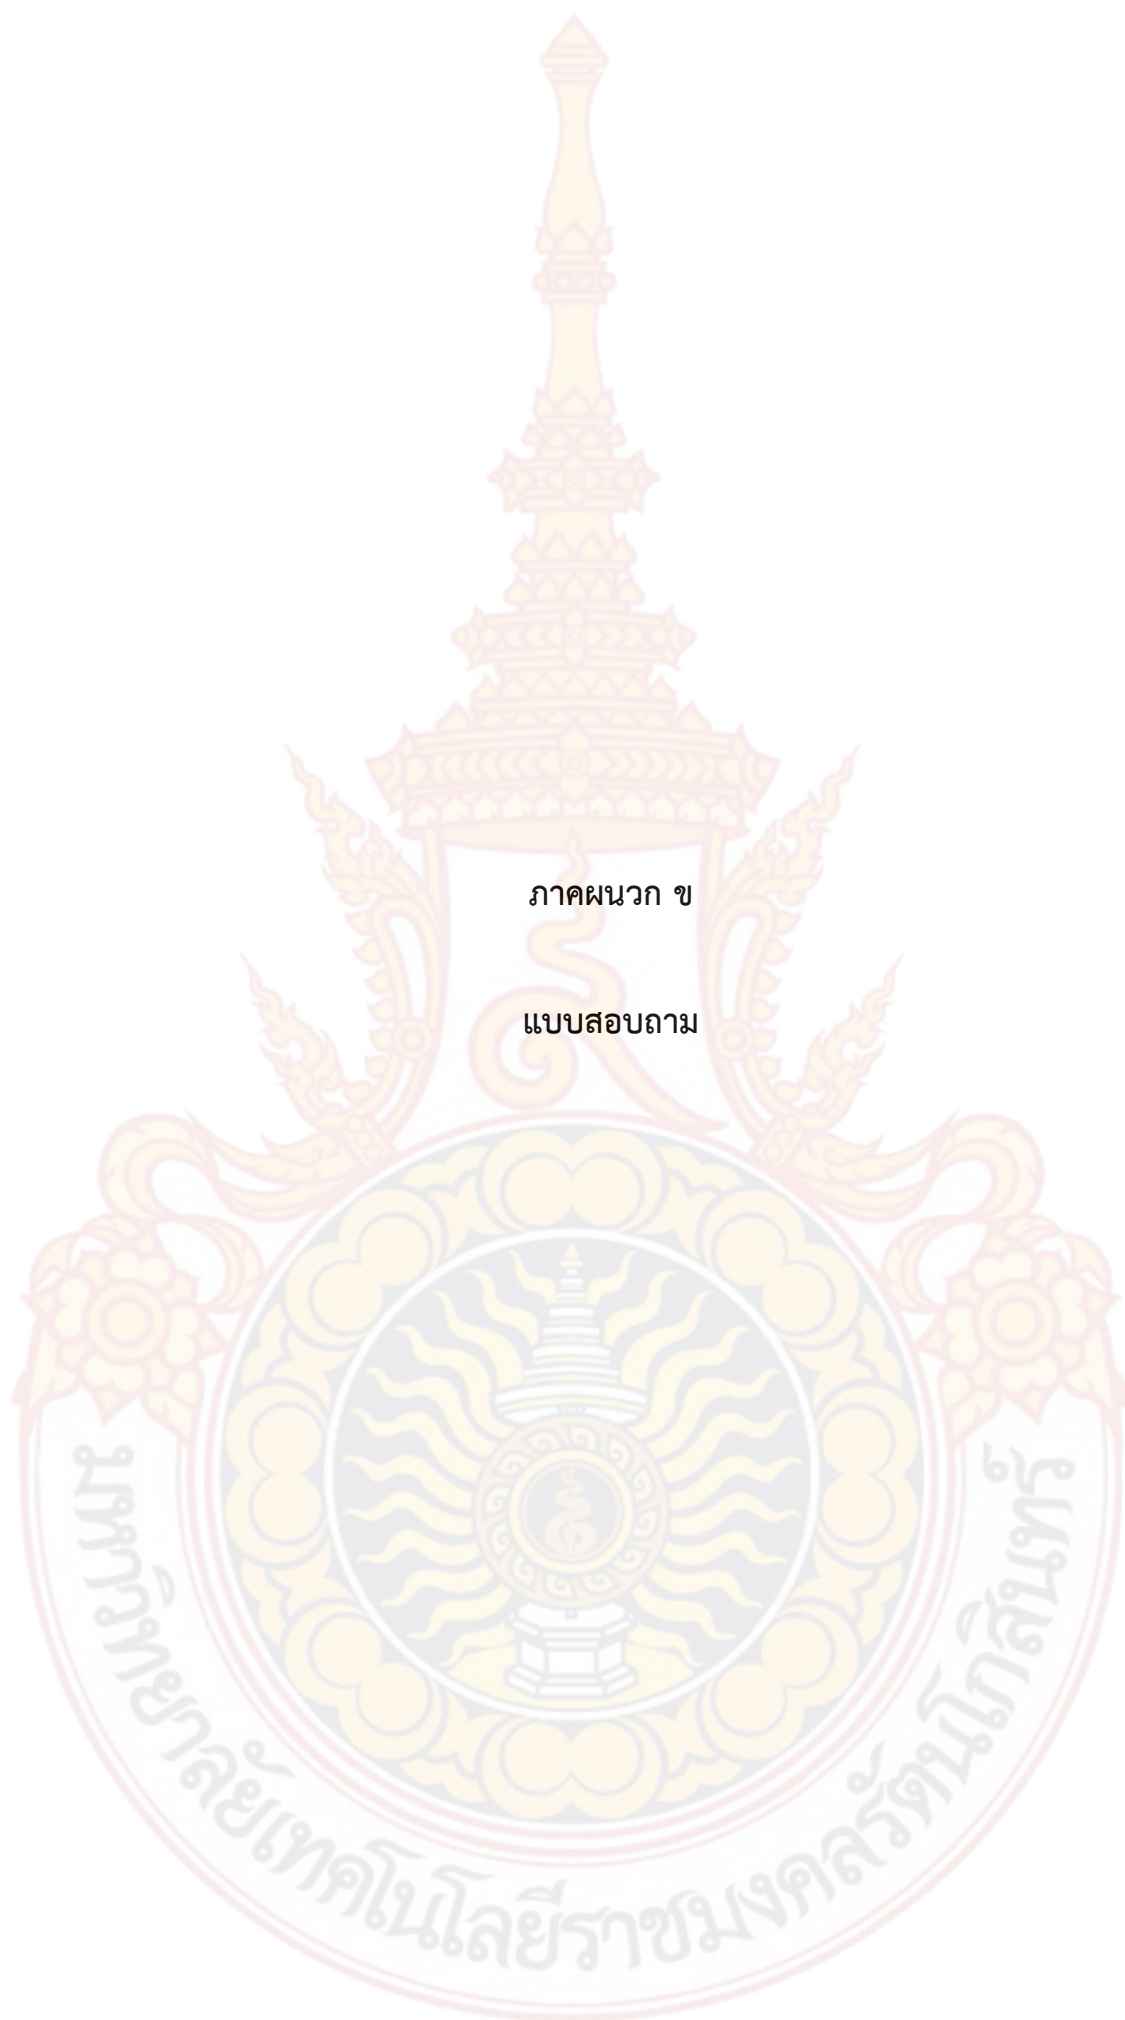 ภาคผนวก ข
แบบสอบถาม
มหาวิทยาลัยเทคโนโลยีราชมงคลรัตนโกสินทร์